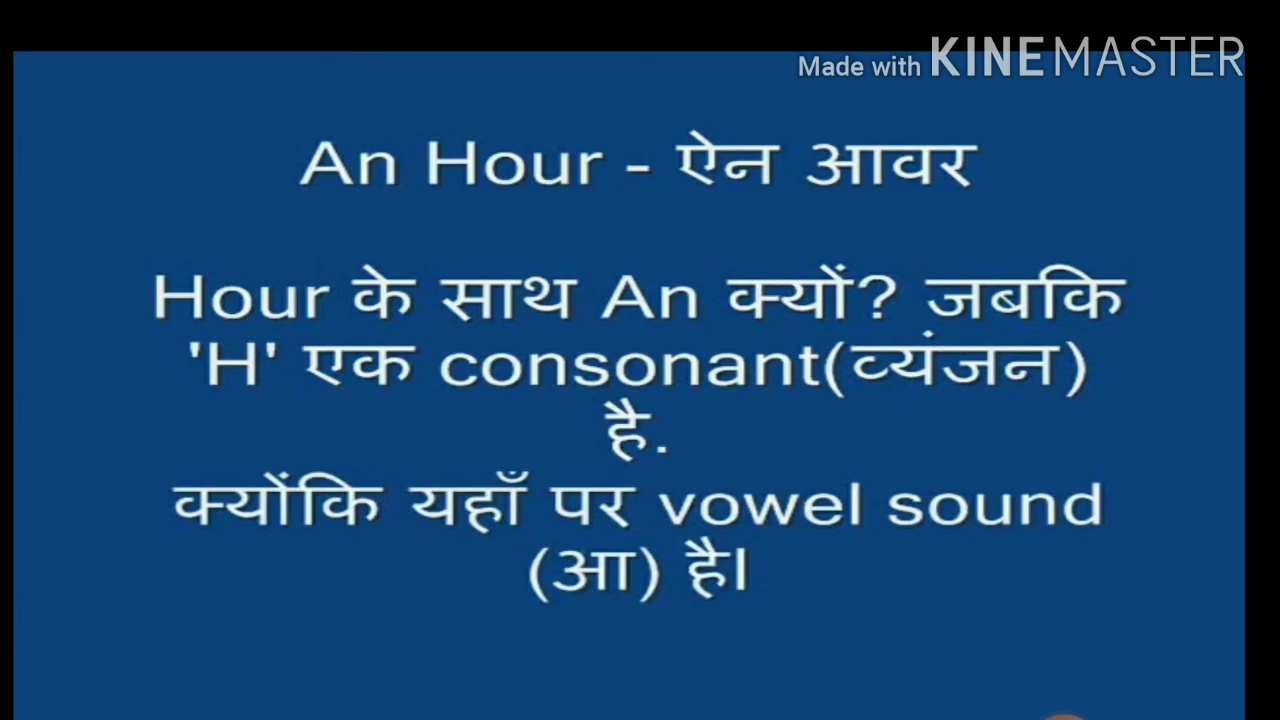 Made with KINEMASTER
An Hour - ऐन आवर
Hour के साथ An क्यों? जबकि
'H' एक consonant(व्यंजन)
है.
क्योंकि यहाँ पर vowel sound
(आ) है।